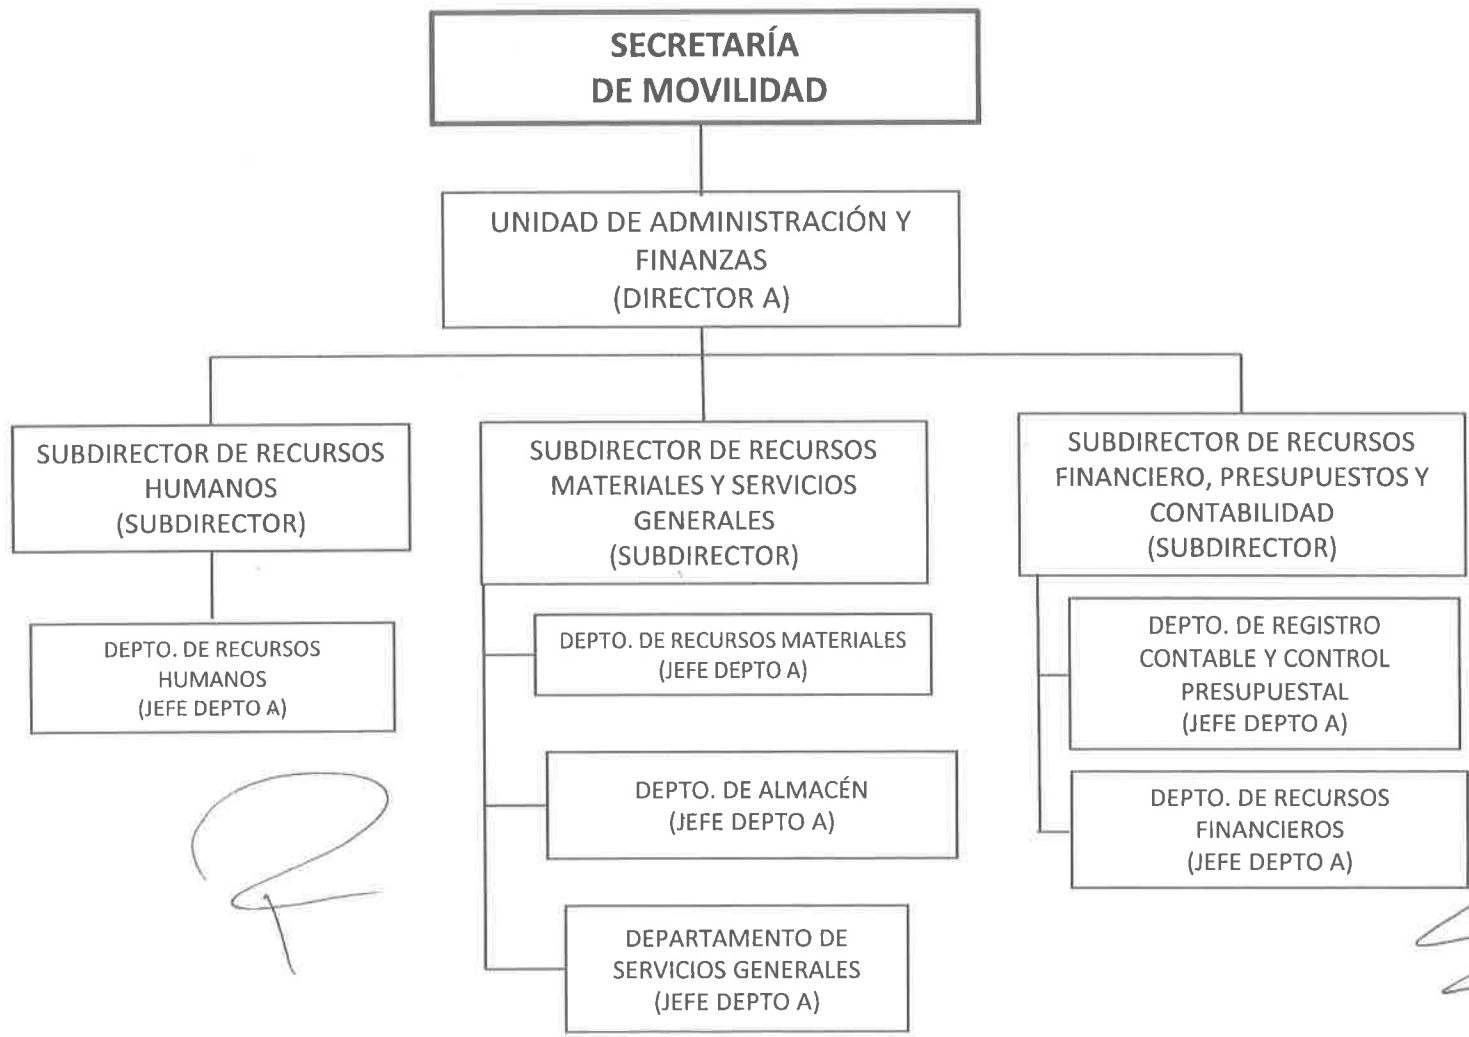 SECRETARÍA
DE MOVILIDAD
UNIDAD DE ADMINISTRACIÓN Y
FINANZAS
(DIRECTOR A)
SUBDIRECTOR DE RECURSOS
HUMANOS
(SUBDIRECTOR)
DEPTO. DE RECURSOS
HUMANOS
(JEFE DEPTO A)
SUBDIRECTOR DE RECURSOS
MATERIALES Y SERVICIOS
GENERALES
(SUBDIRECTOR)
DEPTO. DE RECURSOS MATERIALES
(JEFE DEPTO A)
DEPTO. DE ALMACÉN
(JEFE DEPTO A)
DEPARTAMENTO DE
SERVICIOS GENERALES
(JEFE DEPTO A)
SUBDIRECTOR DE RECURSOS
FINANCIERO, PRESUPUESTOS Y
CONTABILIDAD
(SUBDIRECTOR)
DEPTO. DE REGISTRO
CONTABLE Y CONTROL
PRESUPUESTAL
(JEFE DEPTO A)
DEPTO. DE RECURSOS
FINANCIEROS
(JEFE DEPTO A)